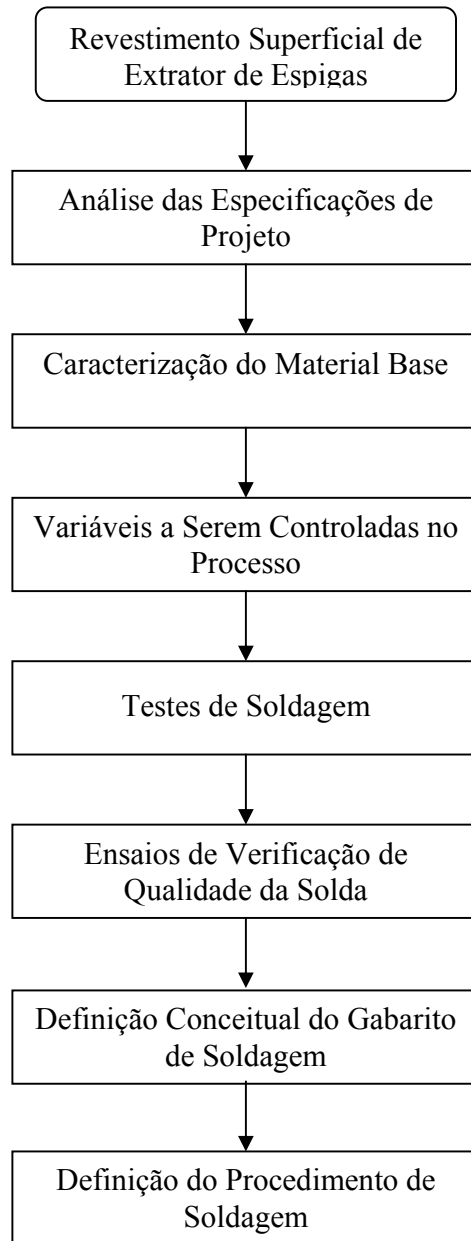 Revestimento Superficial de
Extrator de Espigas
Análise das Especificações de
Projeto
Caracterização do Material Base
Variáveis a Serem Controladas no
Processo
Testes de Soldagem
Ensaios de Verificação de
Qualidade da Solda
Definição Conceitual do Gabarito
de Soldagem
Definição do Procedimento de
Soldagem